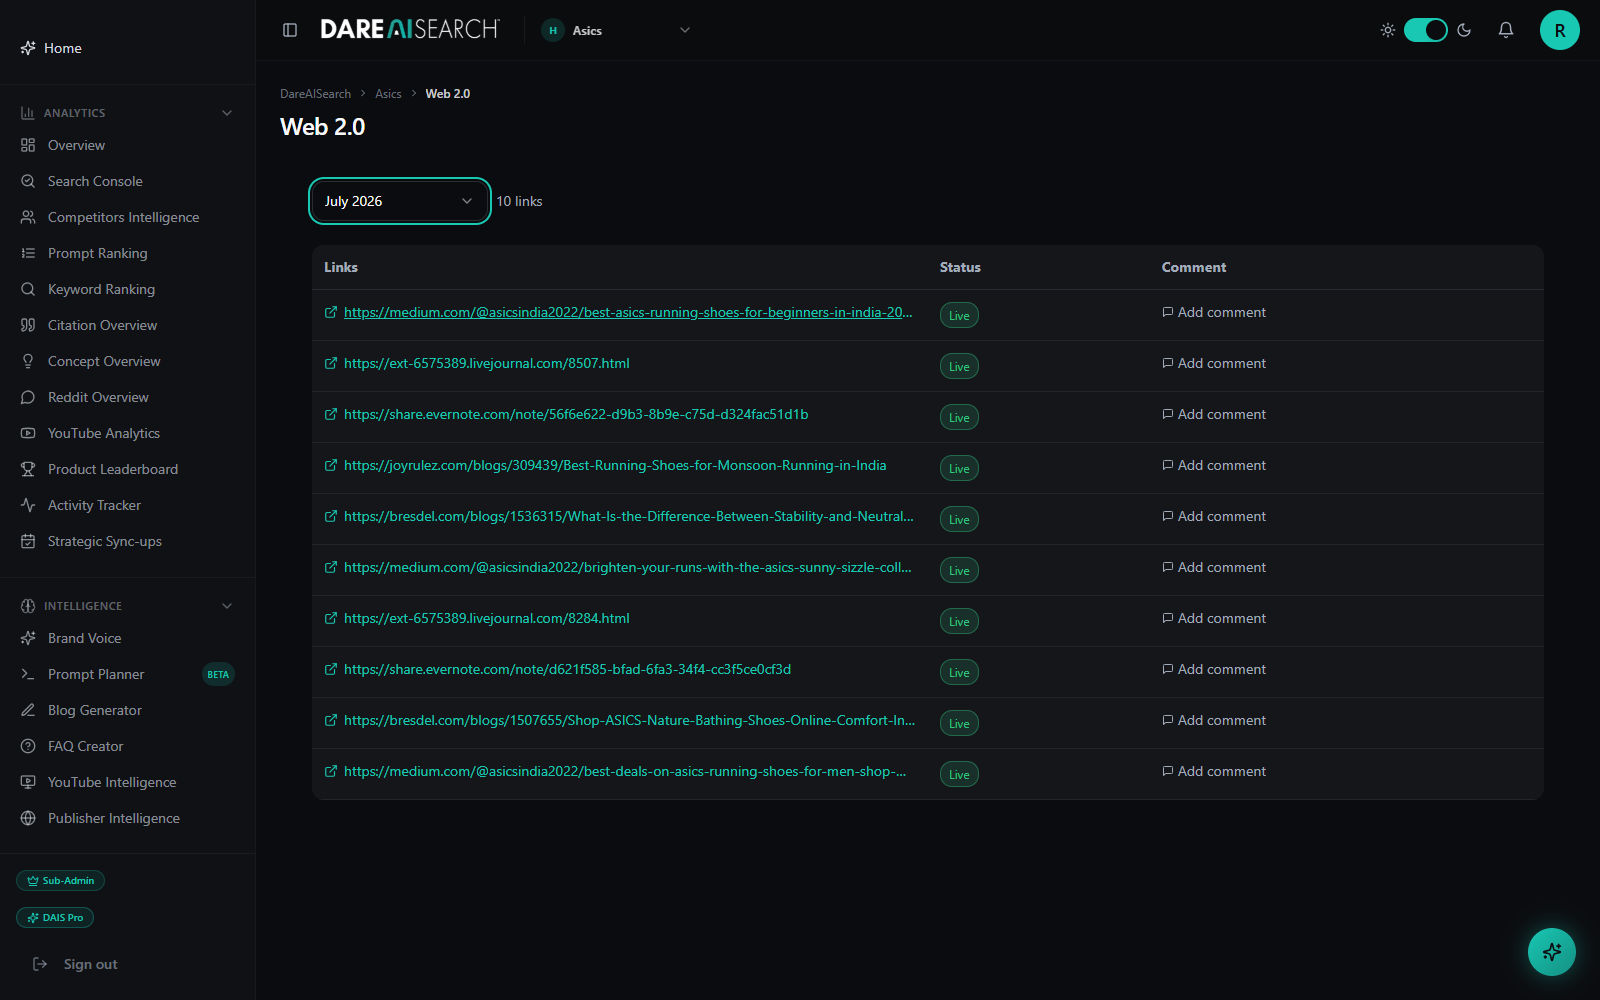 Home
ANALYTICS
Overview
Search Console
Competitors Intelligence
Prompt Ranking
Keyword Ranking
Citation Overview
Concept Overview
Reddit Overview
YouTube Analytics
Product Leaderboard
Activity Tracker
Strategic Sync-ups
INTELLIGENCE
Brand Voice
Prompt Planner BETA
Blog Generator
FAQ Creator
YouTube Intelligence
Publisher Intelligence
Sub-Admin
DAIS Pro
Sign out
DARE AI SEARCH
H Asics
R
DareAISearch > Asics > Web 2.0
Web 2.0
July 2026 10 links
Links Status Comment
https://medium.com/@asicsindia2022/best-asics-running-shoes-for-beginners-in-india-20... Live Add comment
https://ext-6575389.livejournal.com/8507.html Live Add comment
https://share.evernote.com/note/56f6e622-d9b3-8b9e-c75d-d324fac51d1b Live Add comment
https://joyrulez.com/blogs/309439/Best-Running-Shoes-for-Monsoon-Running-in-India Live Add comment
https://bresdel.com/blogs/1536315/What-Is-the-Difference-Between-Stability-and-Neutral... Live Add comment
https://medium.com/@asicsindia2022/brighten-your-runs-with-the-asics-sunny-sizzle-coll... Live Add comment
https://ext-6575389.livejournal.com/8284.html Live Add comment
https://share.evernote.com/note/d621f585-bfad-6fa3-34f4-cc3f5ce0cf3d Live Add comment
https://bresdel.com/blogs/1507655/Shop-ASICS-Nature-Bathing-Shoes-Online-Comfort-In... Live Add comment
https://medium.com/@asicsindia2022/best-deals-on-asics-running-shoes-for-men-shop-... Live Add comment